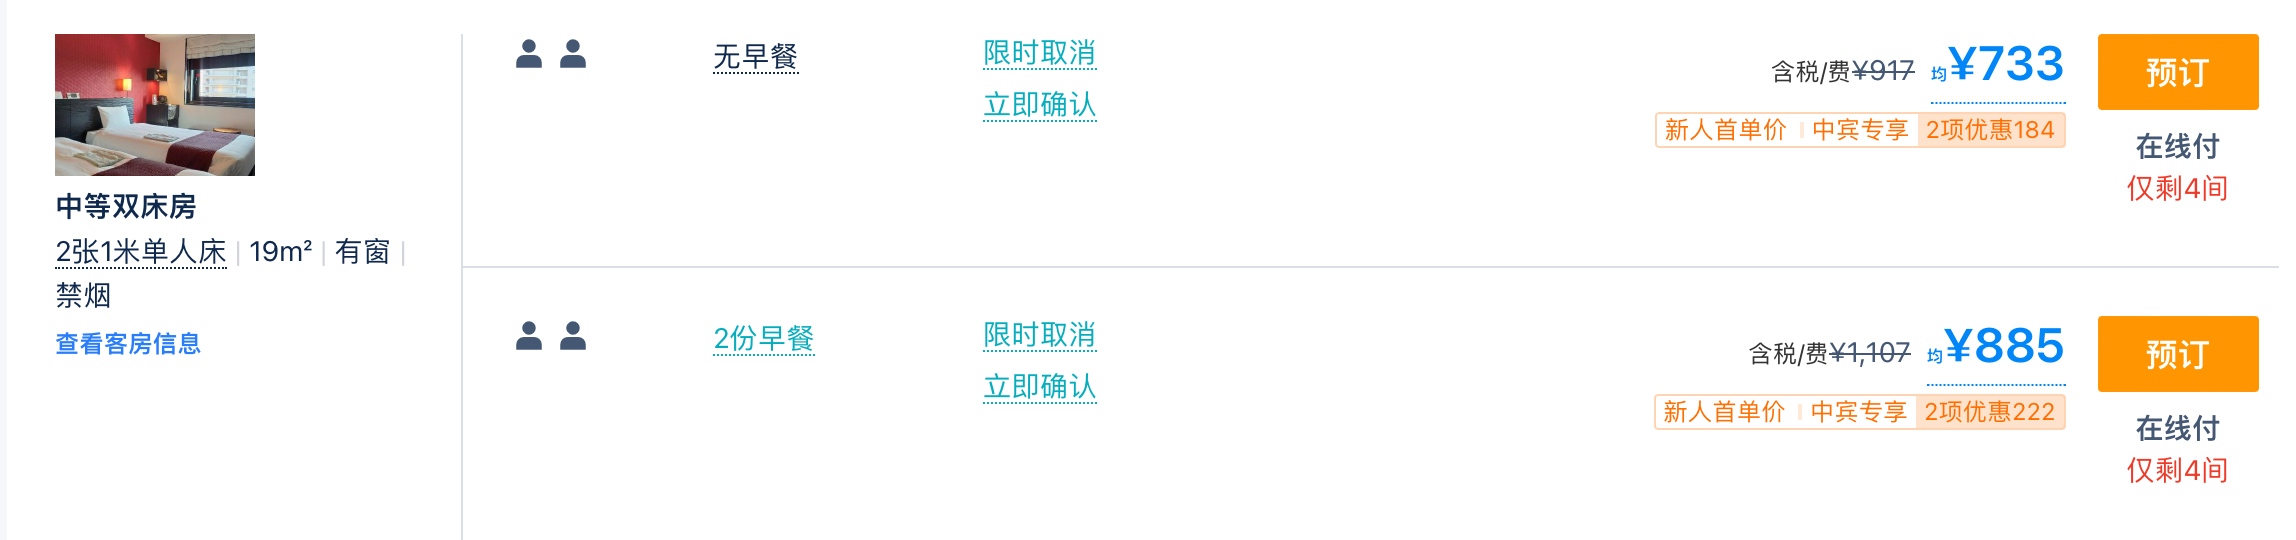 中等双床房
2张1米单人床 | 19m² | 有窗 |
禁烟
查看客房信息
无早餐
限时取消
立即确认
含税/费¥917 均¥733
新人首单价 | 中宾专享 2项优惠184
预订
在线付
仅剩4间
2份早餐
限时取消
立即确认
含税/费¥1,107 均¥885
新人首单价 | 中宾专享 2项优惠222
预订
在线付
仅剩4间